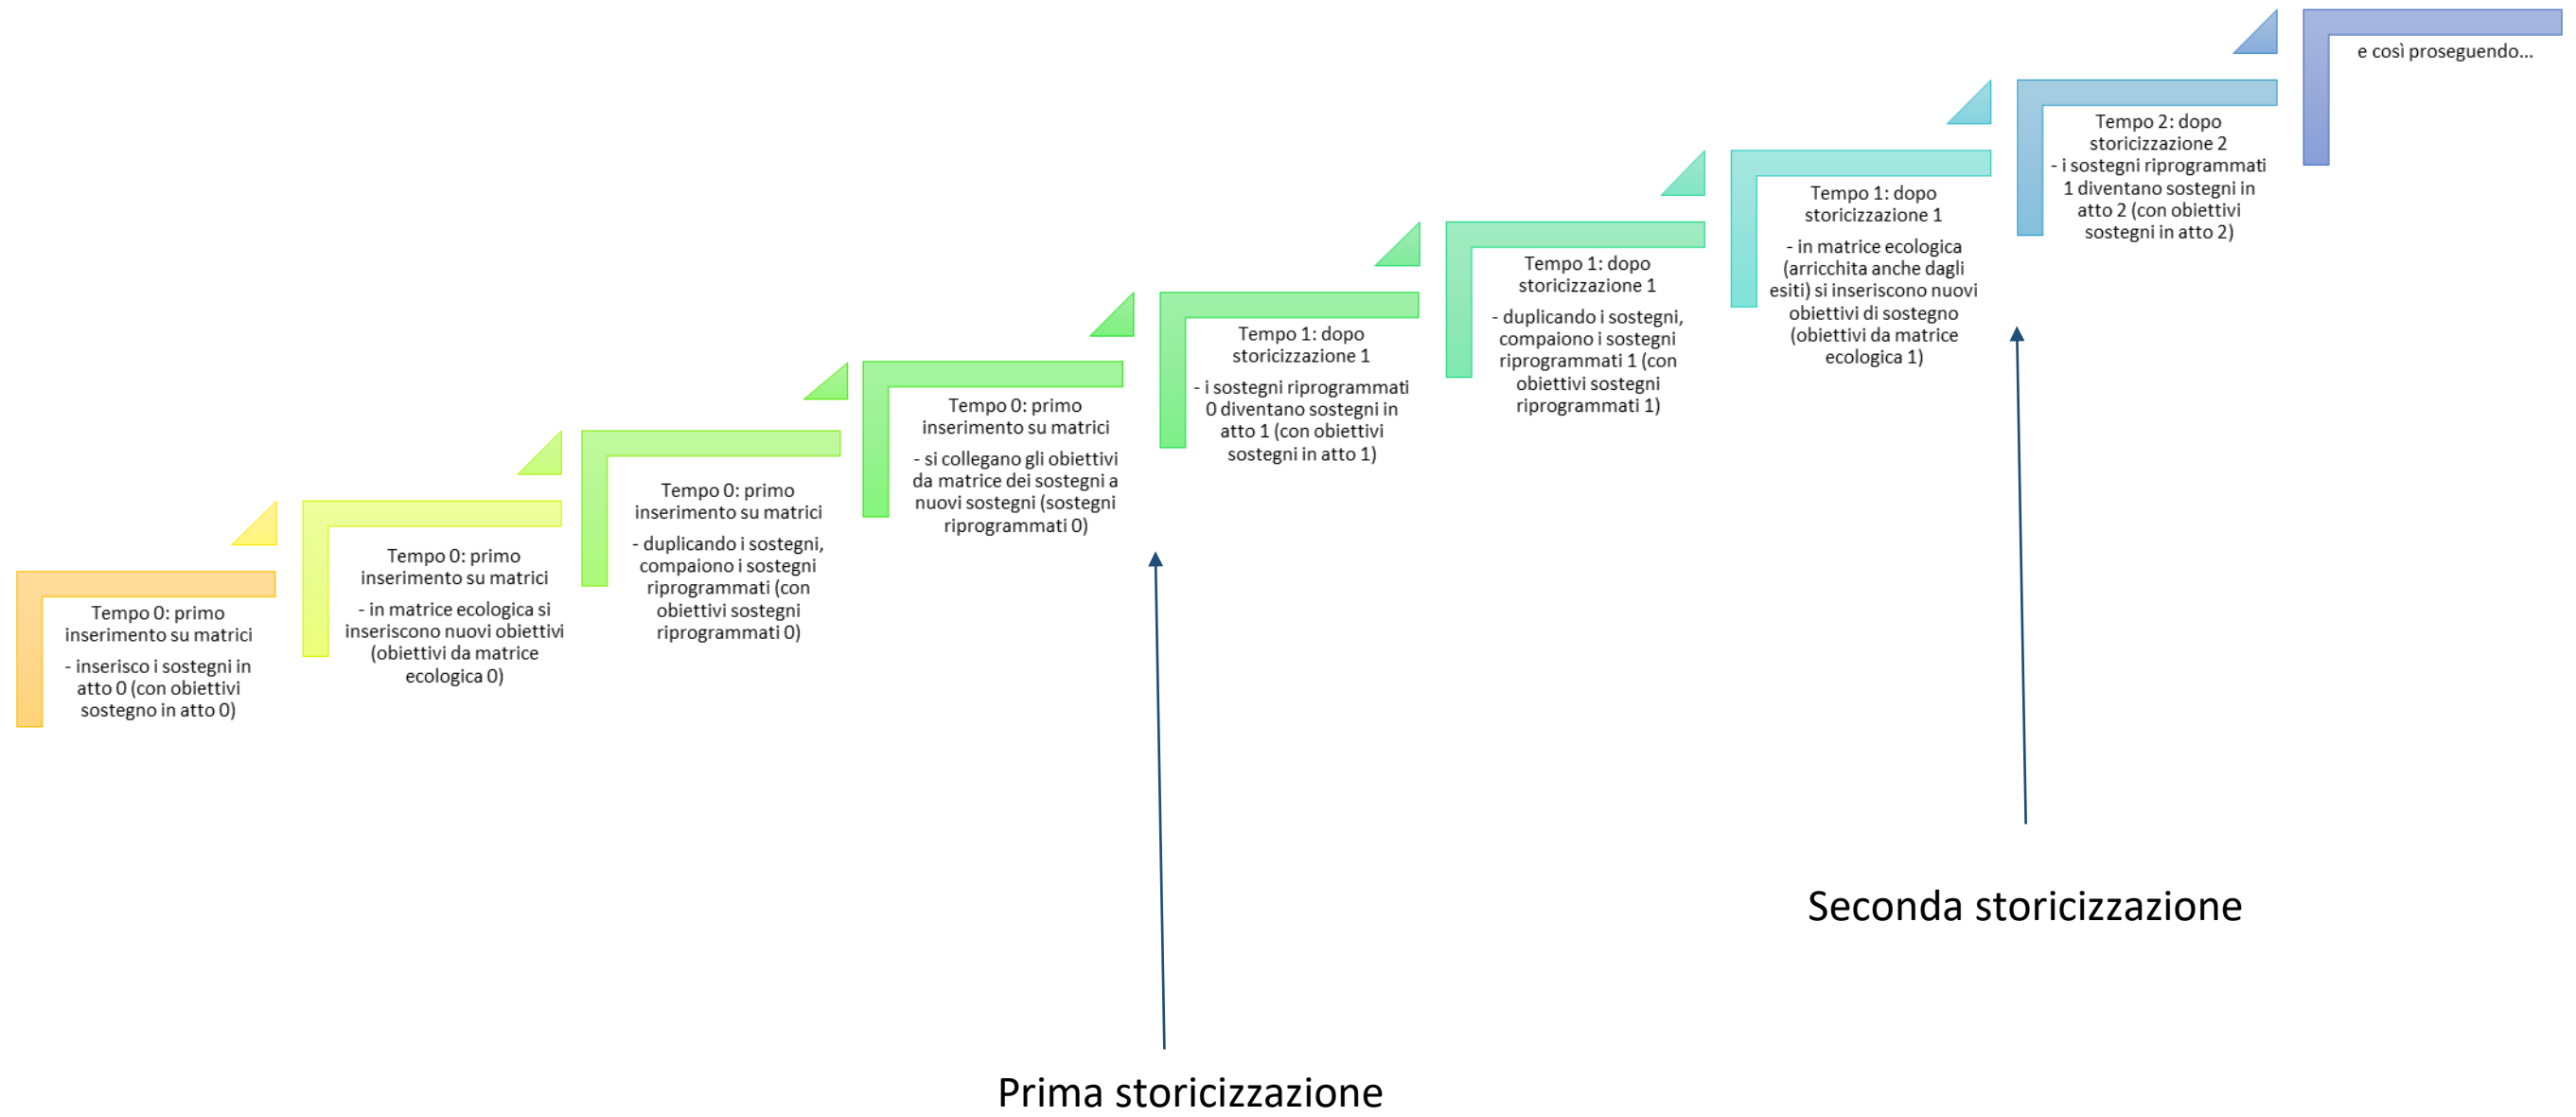 Tempo 0: primo
inserimento su matrici
- inserisco i sostegni in
atto 0 (con obiettivi
sostegno in atto 0)
Tempo 0: primo
inserimento su matrici
- in matrice ecologica si
inseriscono nuovi obiettivi
(obiettivi da matrice
ecologica 0)
Tempo 0: primo
inserimento su matrici
- duplicando i sostegni,
compaiono i sostegni
riprogrammati (con
obiettivi sostegni
riprogrammati 0)
Tempo 0: primo
inserimento su matrici
- si collegano gli obiettivi
da matrice dei sostegni a
nuovi sostegni (sostegni
riprogrammati 0)
Tempo 1: dopo
storicizzazione 1
- i sostegni riprogrammati
0 diventano sostegni in
atto 1 (con obiettivi
sostegni in atto 1)
Tempo 1: dopo
storicizzazione 1
- duplicando i sostegni,
compaiono i sostegni
riprogrammati 1 (con
obiettivi sostegni
riprogrammati 1)
Tempo 1: dopo
storicizzazione 1
- in matrice ecologica
(arricchita anche dagli
esiti) si inseriscono nuovi
obiettivi di sostegno
(obiettivi da matrice
ecologica 1)
Tempo 2: dopo
storicizzazione 2
- i sostegni riprogrammati
1 diventano sostegni in
atto 2 (con obiettivi
sostegni in atto 2)
e così proseguendo...
Prima storicizzazione
Seconda storicizzazione